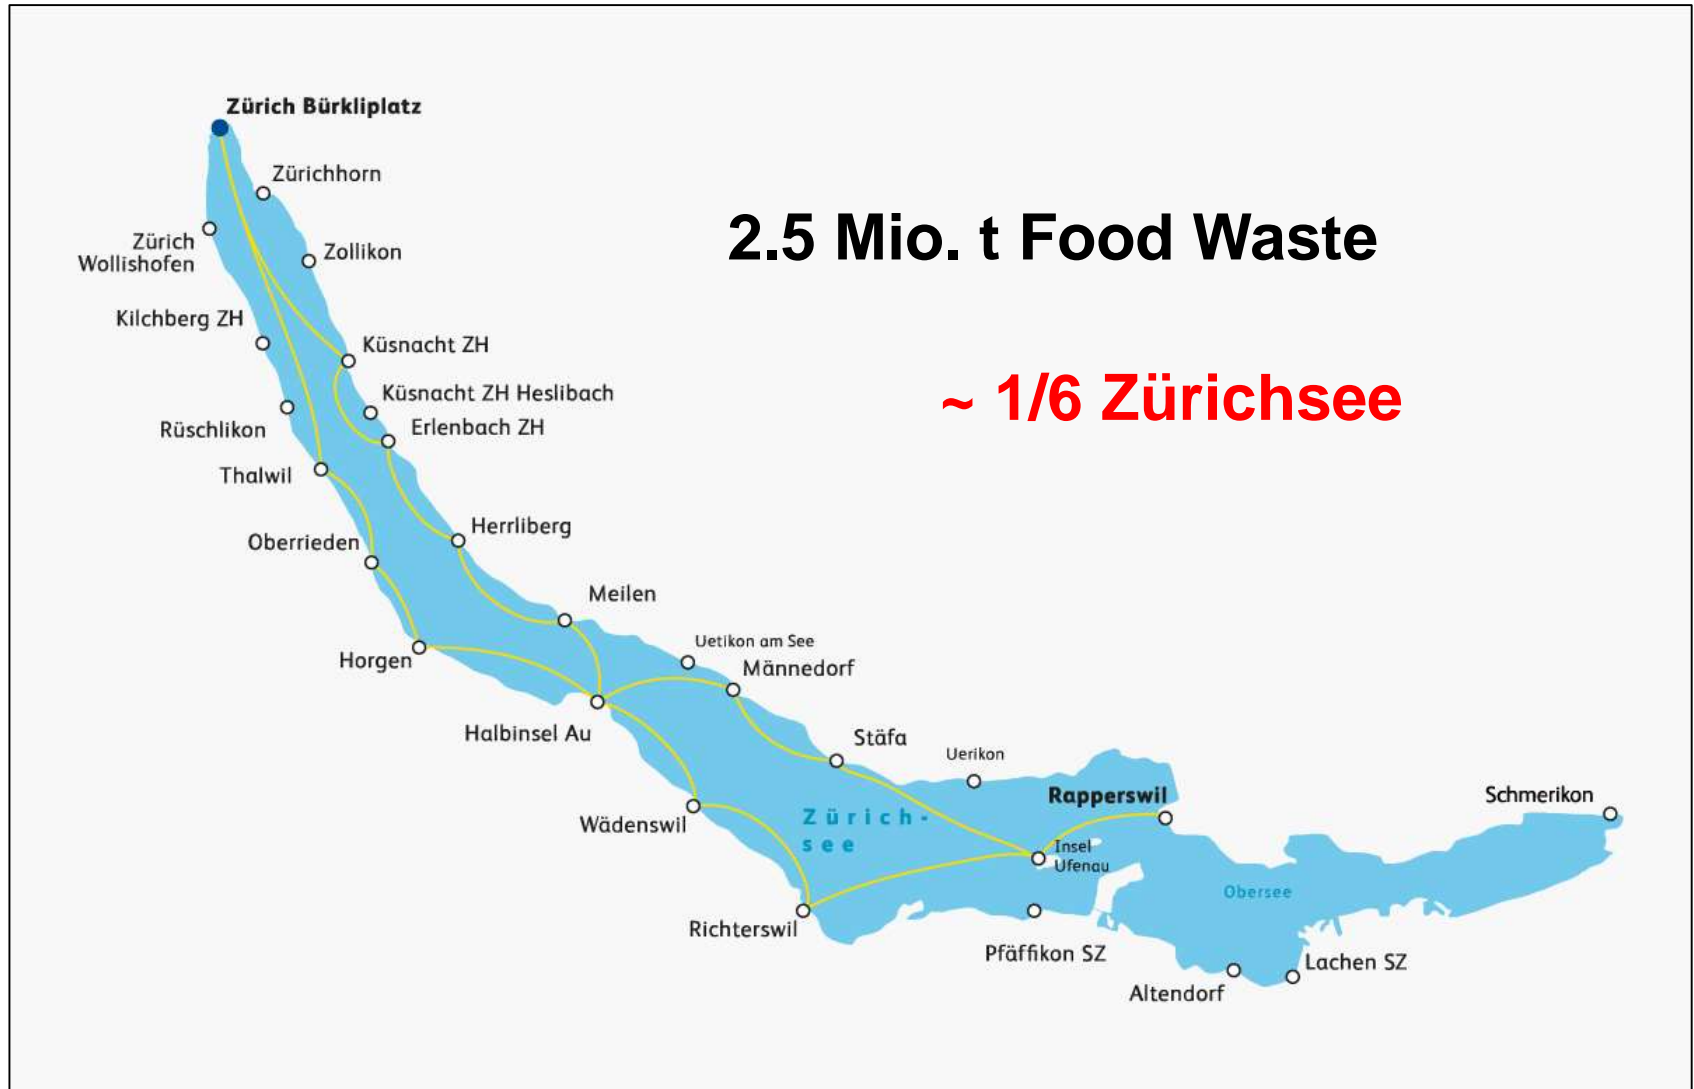 Zürich Bürkliplatz
Zürichhorn
Zürich
Wollishofen
Zollikon
2.5 Mio. t Food Waste
Kilchberg ZH
Küsnacht ZH
~ 1/6 Zürichsee
Küsnacht ZH Heslibach
Rüschlikon
Erlenbach ZH
Thalwil
Herrliberg
Oberrieden
Meilen
Uetikon am See
Horgen
Männedorf
Halbinsel Au
Stäfa
Uerikon
Rapperswil
Schmerikon
Wädenswil
Zürich-
see
Insel
Ufenau
Obersee
Richterswil
Pfäffikon SZ
Lachen SZ
Altendorf